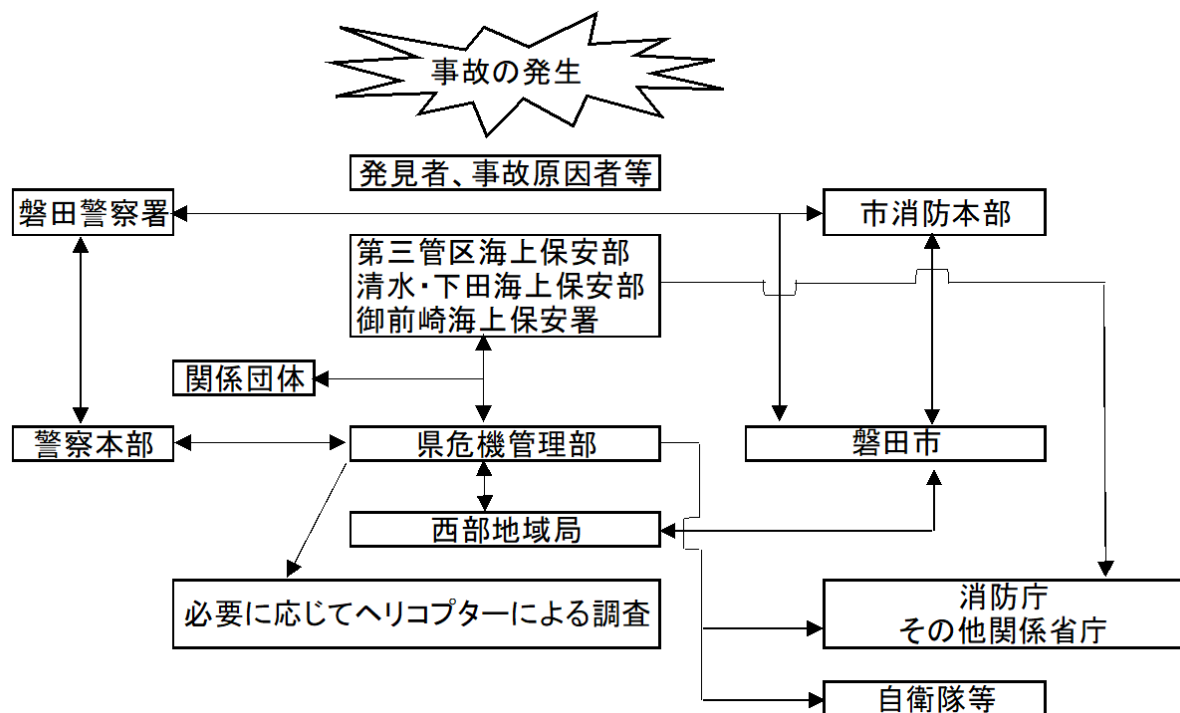 事故の発生
発見者、事故原因者等
磐田警察署
市消防本部
第三管区海上保安部
清水・下田海上保安部
御前崎海上保安署
関係団体
警察本部
県危機管理部
磐田市
西部地域局
必要に応じてヘリコプターによる調査
消防庁
その他関係省庁
自衛隊等